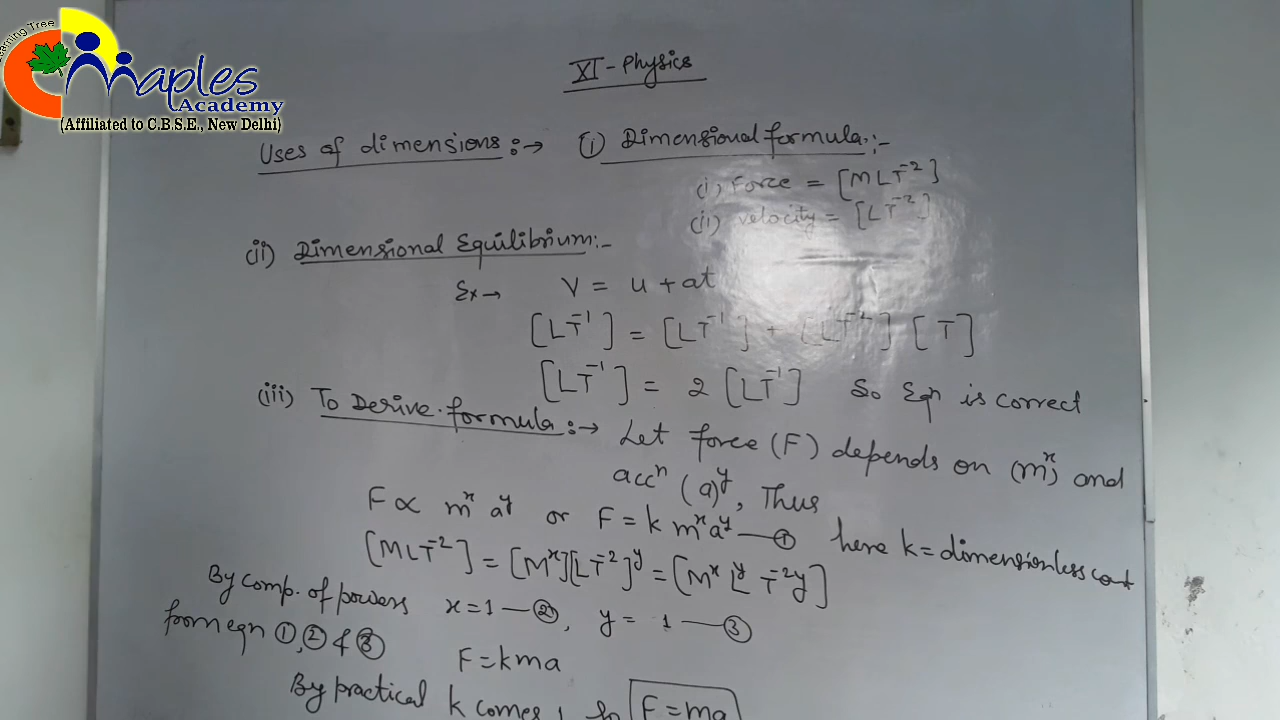 earning Tree
Maples
Academy
(Affiliated to C.B.S.E., New Delhi)
XI - Physics
Uses of dimensions :→ (i) Dimensional formula :-
(i) Force = [MLT⁻²]
(ii) velocity = [LT⁻²]
(ii) Dimensional Equilibrium :-
Ex→ V = u + at
[LT⁻¹] = [LT⁻¹] + [LT⁻²] [T]
[LT⁻¹] = 2 [LT⁻¹] So Eqn is correct
(iii) To Derive formula :→ Let force (F) depends on (m)ˣ and
accⁿ (a)ʸ, Thus
F ∝ mˣ aʸ or F = k mˣaʸ —① here k = dimensionless cont
[MLT⁻²] = [Mˣ][LT⁻²]ʸ = [Mˣ Lʸ T⁻²ʸ]
By comp. of powers x = 1 —②, y = 1 —③
from eqn ①,② & ③
F = kma
By practical k comes 1 So F = ma